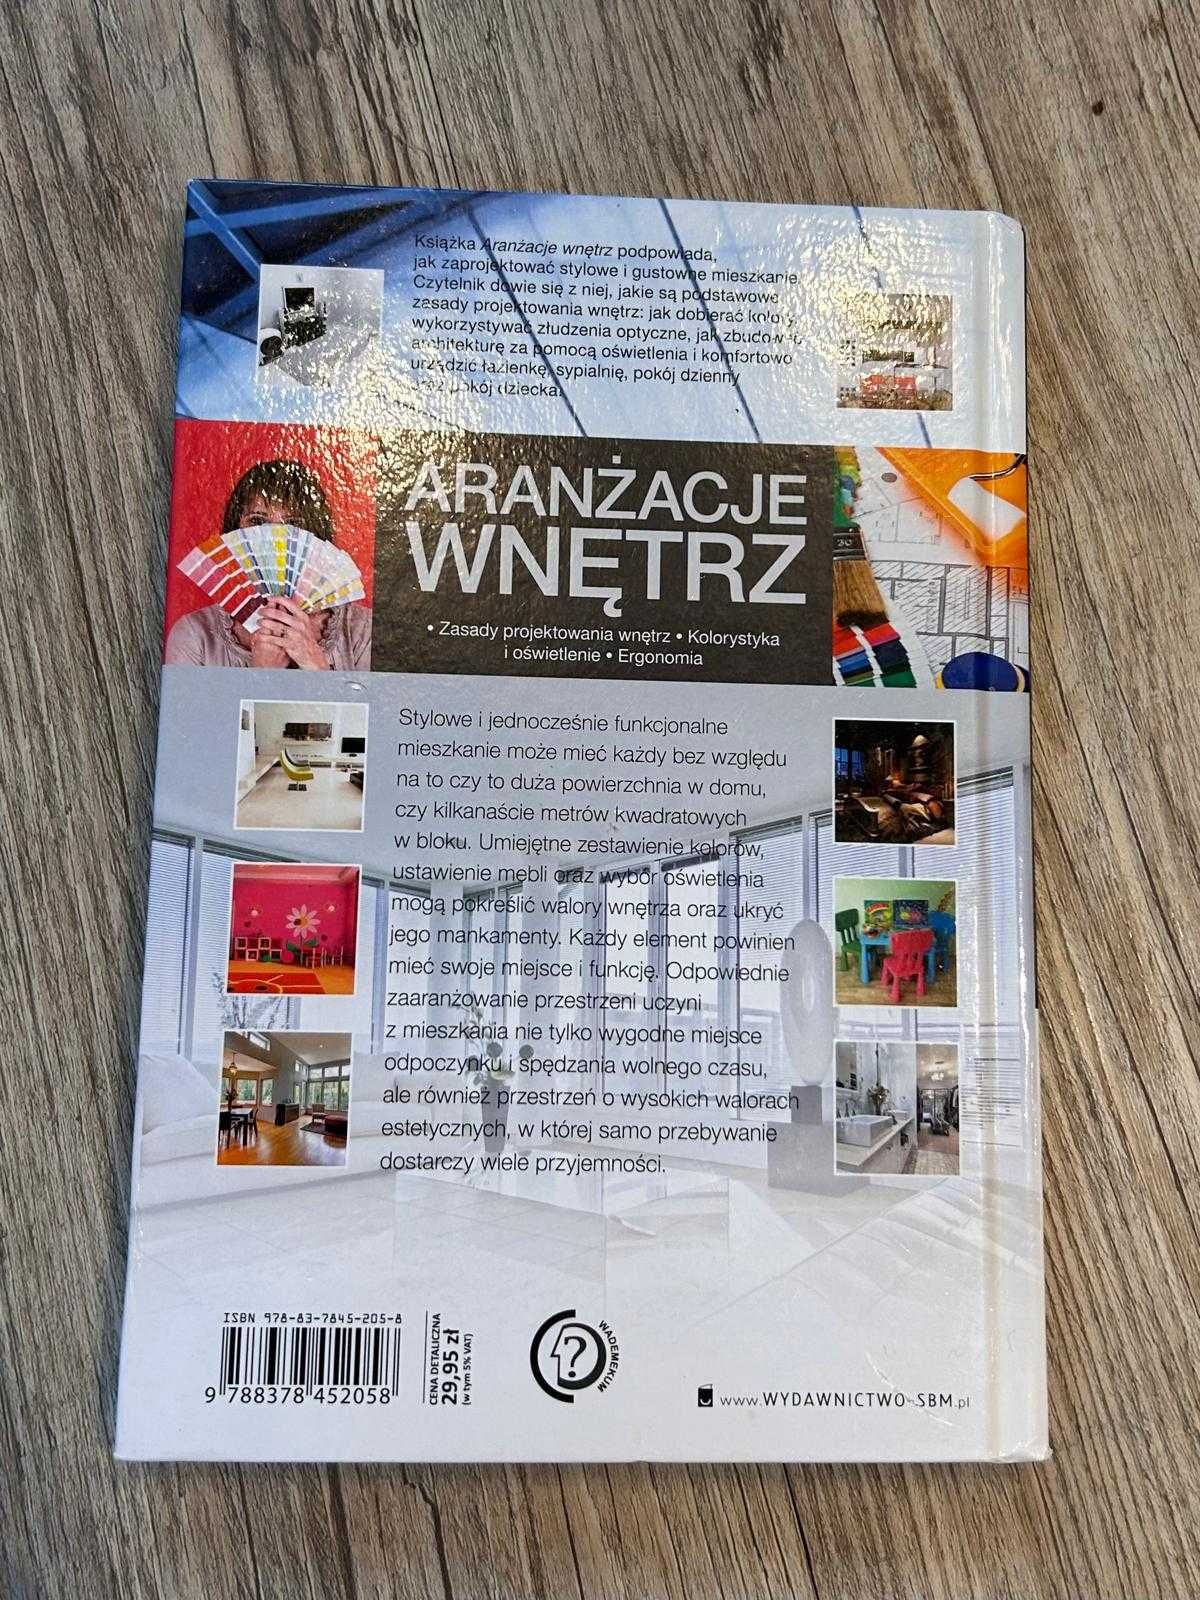 Książka Aranżacje wnętrz podpowiada,
jak zaprojektować stylowe i gustowne mieszkanie.
Czytelnik dowie się z niej, jakie są podstawowe
zasady projektowania wnętrz: jak dobierać kolory,
wykorzystywać złudzenia optyczne, jak zbudować
architekturę za pomocą oświetlenia i komfortowo
urządzić łazienkę, sypialnię, pokój dzienny
oraz pokój dziecka.
ARANŻACJE
WNĘTRZ
• Zasady projektowania wnętrz • Kolorystyka
i oświetlenie • Ergonomia
Stylowe i jednocześnie funkcjonalne
mieszkanie może mieć każdy bez względu
na to czy to duża powierzchnia w domu,
czy kilkanaście metrów kwadratowych
w bloku. Umiejętne zestawienie kolorów,
ustawienie mebli oraz wybór oświetlenia
mogą pokreślić walory wnętrza oraz ukryć
jego mankamenty. Każdy element powinien
mieć swoje miejsce i funkcję. Odpowiednie
zaaranżowanie przestrzeni uczyni
z mieszkania nie tylko wygodne miejsce
odpoczynku i spędzania wolnego czasu,
ale również przestrzeń o wysokich walorach
estetycznych, w której samo przebywanie
dostarczy wiele przyjemności.
ISBN 978-83-7845-205-8
9 788378 452058
CENA DETALICZNA
29,95 zł
(w tym 5% VAT)
?
WADEMEKUM
www.WYDAWNICTWO-SBM.pl